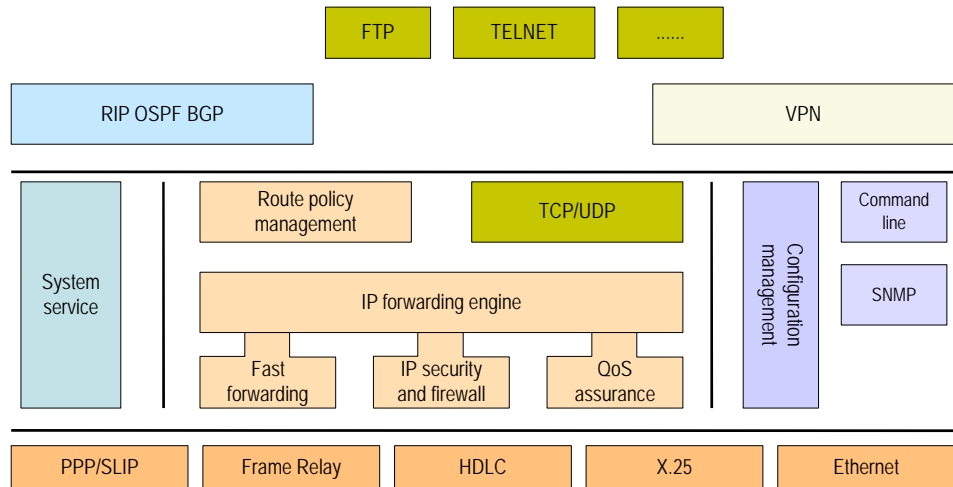 FTP
TELNET
......
RIP OSPF BGP
VPN
System
service
Route policy
management
TCP/UDP
IP forwarding engine
Fast
forwarding
IP security
and firewall
QoS
assurance
Configuration
management
Command
line
SNMP
PPP/SLIP
Frame Relay
HDLC
X.25
Ethernet